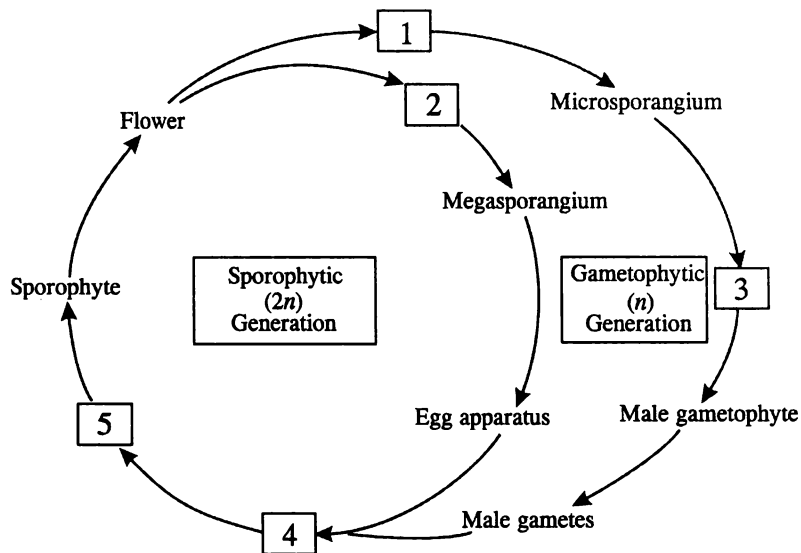 1
Microsporangium
2
Flower
Megasporangium
Sporophyte
Sporophytic
(2n)
Generation
Gametophytic
(n)
Generation
3
5
Egg apparatus
Male gametophyte
4
Male gametes